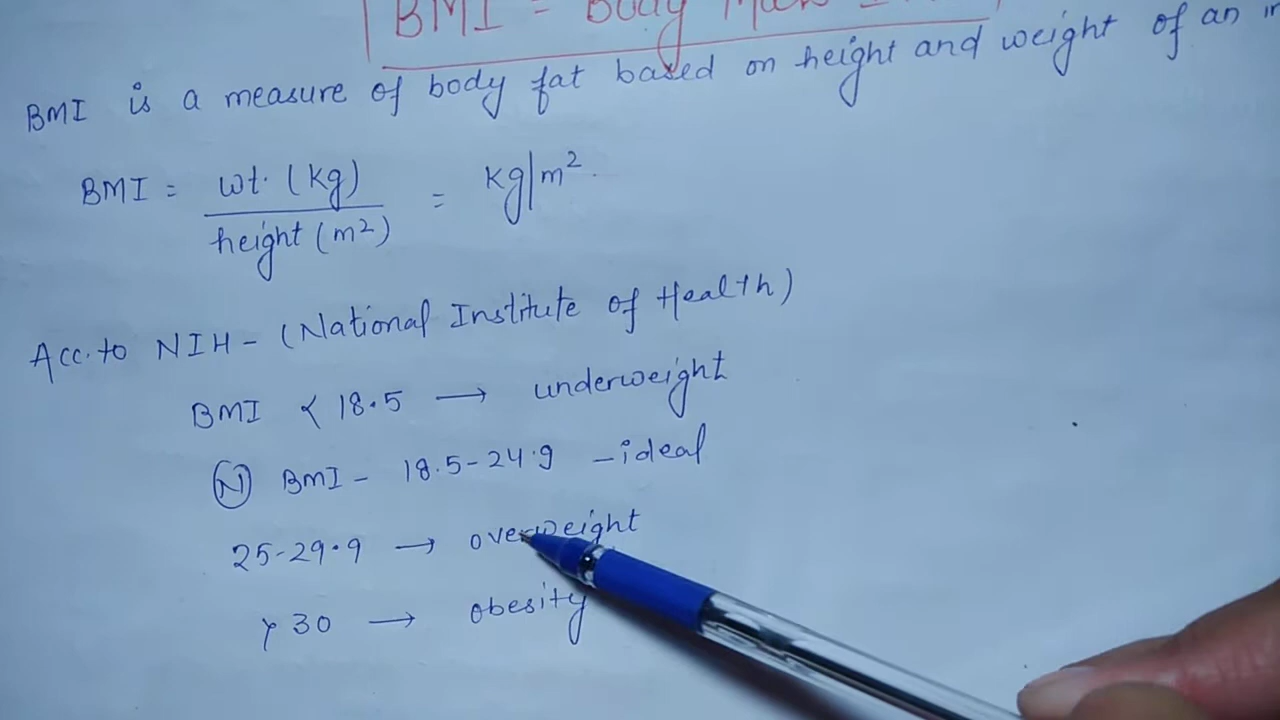 BMI = Body Mass
BMI is a measure of body fat based on height and weight of an
BMI = wt. (kg) / height (m²) = kg/m².
Acc. to NIH - (National Institute of Health)
BMI < 18.5 → underweight
(N) BMI - 18.5-24.9 - ideal
25-29.9 → overweight
> 30 → obesity